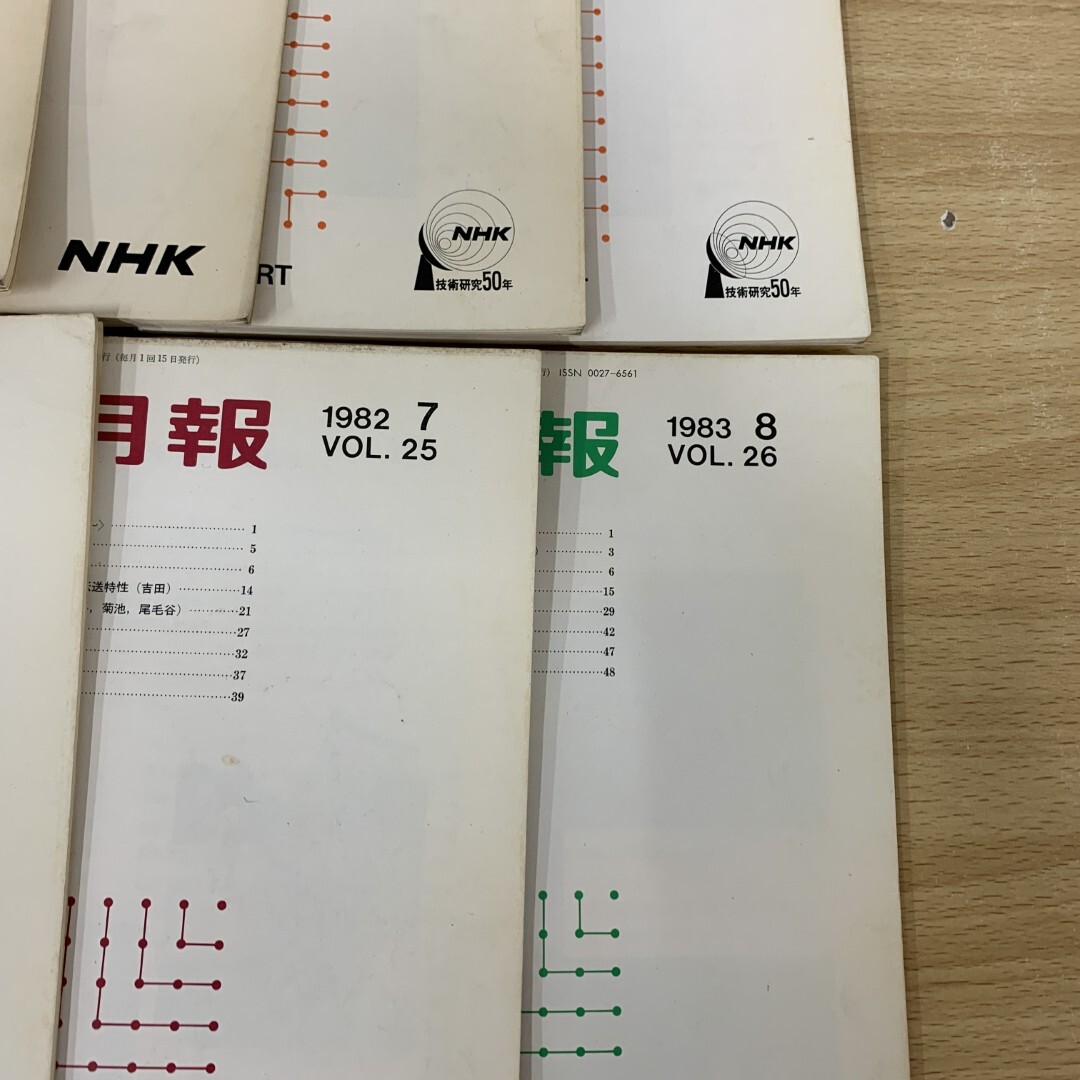 NHK
RT
NHK
技術研究50年
NHK
技術研究50年
行(毎月1回15日発行)
月報
1982 7
VOL. 25
1
5
6
送特性(吉田) 14
菊池, 尾毛谷) 21
27
32
37
39
行) ISSN 0027-6561
報
1983 8
VOL. 26
1
3
6
15
29
42
47
48